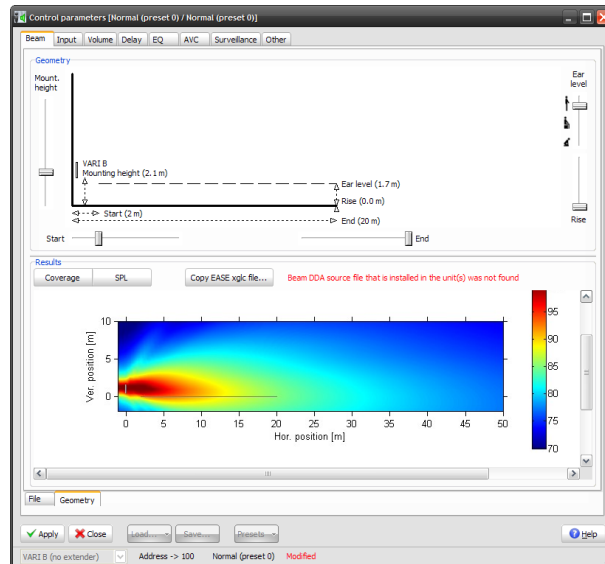 Control parameters [Normal (preset 0) / Normal (preset 0)]
Beam Input Volume Delay EQ AVC Surveillance Other
Geometry
Mount. height
Ear level
VARI B
Mounting height (2.1 m)
Ear level (1.7 m)
Rise (0.0 m)
Start (2 m)
End (20 m)
Rise
Start
End
Results
Coverage SPL Copy EASE xglc file... Beam DDA source file that is installed in the unit(s) was not found
10
5
0
Ver. position [m]
0 5 10 15 20 25 30 35 40 45 50
Hor. position [m]
95
90
85
80
75
70
File Geometry
Apply Close Load... Save... Presets Help
VARI B (no extender) Address -> 100 Normal (preset 0) Modified